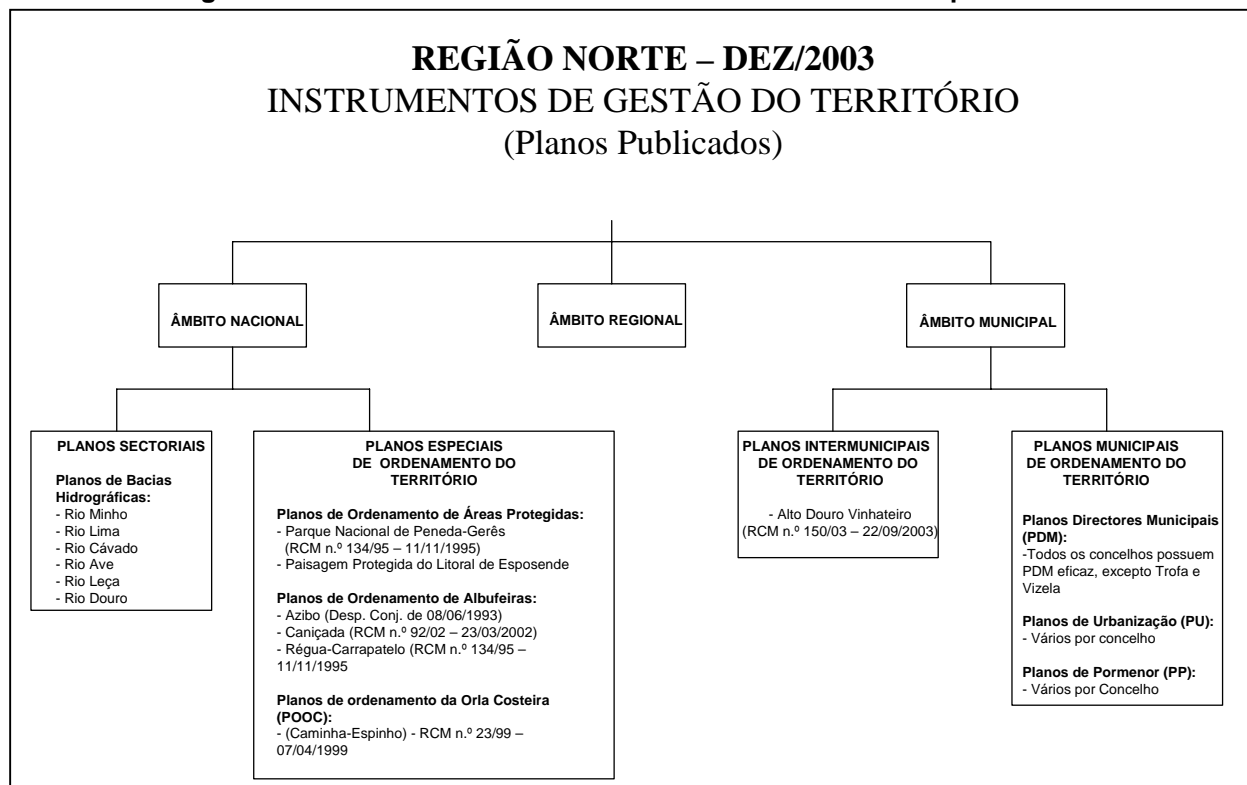 REGIÃO NORTE – DEZ/2003
INSTRUMENTOS DE GESTÃO DO TERRITÓRIO
(Planos Publicados)
ÂMBITO NACIONAL
ÂMBITO REGIONAL
ÂMBITO MUNICIPAL
PLANOS SECTORIAIS
Planos de Bacias
Hidrográficas:
- Rio Minho
- Rio Lima
- Rio Cávado
- Rio Ave
- Rio Leça
- Rio Douro
PLANOS ESPECIAIS
DE ORDENAMENTO DO
TERRITÓRIO
Planos de Ordenamento de Áreas Protegidas:
- Parque Nacional de Peneda-Gerês
(RCM n.º 134/95 – 11/11/1995)
- Paisagem Protegida do Litoral de Esposende
Planos de Ordenamento de Albufeiras:
- Azibo (Desp. Conj. de 08/06/1993)
- Caniçada (RCM n.º 92/02 – 23/03/2002)
- Régua-Carrapatelo (RCM n.º 134/95 –
11/11/1995
Planos de ordenamento da Orla Costeira
(POOC):
- (Caminha-Espinho) - RCM n.º 23/99 –
07/04/1999
PLANOS INTERMUNICIPAIS
DE ORDENAMENTO DO
TERRITÓRIO
- Alto Douro Vinhateiro
(RCM n.º 150/03 – 22/09/2003)
PLANOS MUNICIPAIS
DE ORDENAMENTO DO
TERRITÓRIO
Planos Directores Municipais
(PDM):
-Todos os concelhos possuem
PDM eficaz, excepto Trofa e
Vizela
Planos de Urbanização (PU):
- Vários por concelho
Planos de Pormenor (PP):
- Vários por Concelho